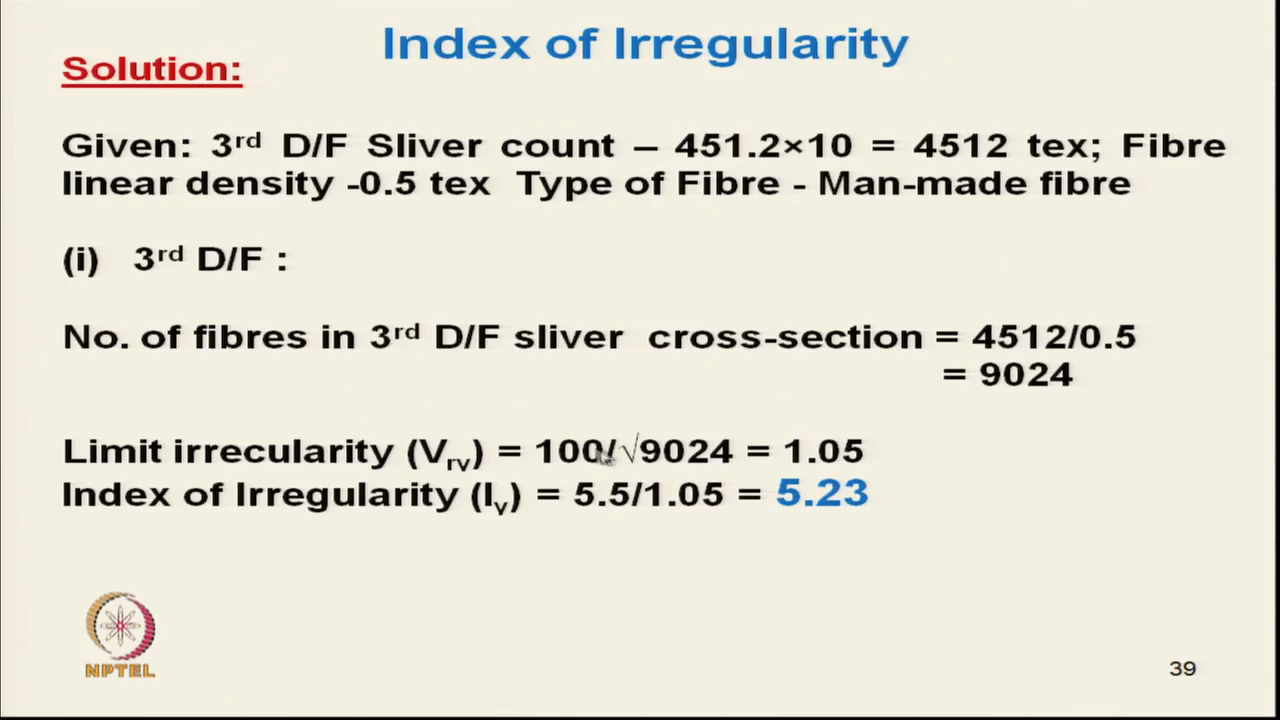 Index of Irregularity
Solution:
Given: 3rd D/F Sliver count – 451.2×10 = 4512 tex; Fibre
linear density -0.5 tex Type of Fibre - Man-made fibre
(i) 3rd D/F :
No. of fibres in 3rd D/F sliver cross-section = 4512/0.5
= 9024
Limit irrecularity (Vrv) = 100/√9024 = 1.05
Index of Irregularity (Iv) = 5.5/1.05 = 5.23
NPTEL
39